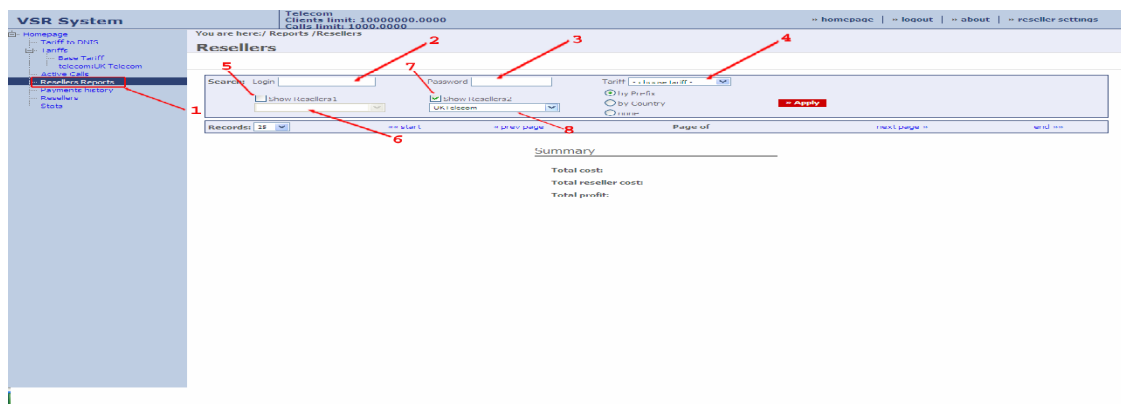 VSR System
Telecom
Clients limit: 10000000.0000
Calls limit: 1000.0000
» homepage | » logout | » about | » reseller settings
Homepage
Tariff to DNIS
Tariffs
Base Tariff
telecom:UK Telecom
Active Calls
Resellers Reports
Payments history
Resellers
Stats
1
You are here:/ Reports /Resellers
Resellers
2
3
4
Search: Login Password Tariff - choose tariff -
5
7
Show Resellers1
Show Resellers2
UKTelecom
by Prefix
by Country
none
» Apply
6
8
Records: 15 «« start « prev page Page of next page » end »»
Summary
Total cost:
Total reseller cost:
Total profit: